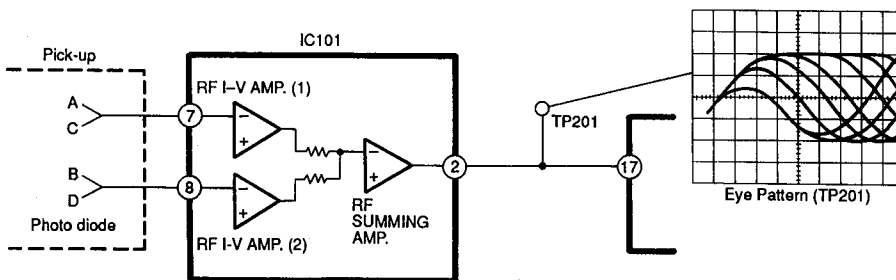 IC101
Pick-up
RF I-V AMP. (1)
A
C
7
TP201
B
D
8
2
17
Photo diode
RF I-V AMP. (2)
RF
SUMMING
AMP.
Eye Pattern (TP201)